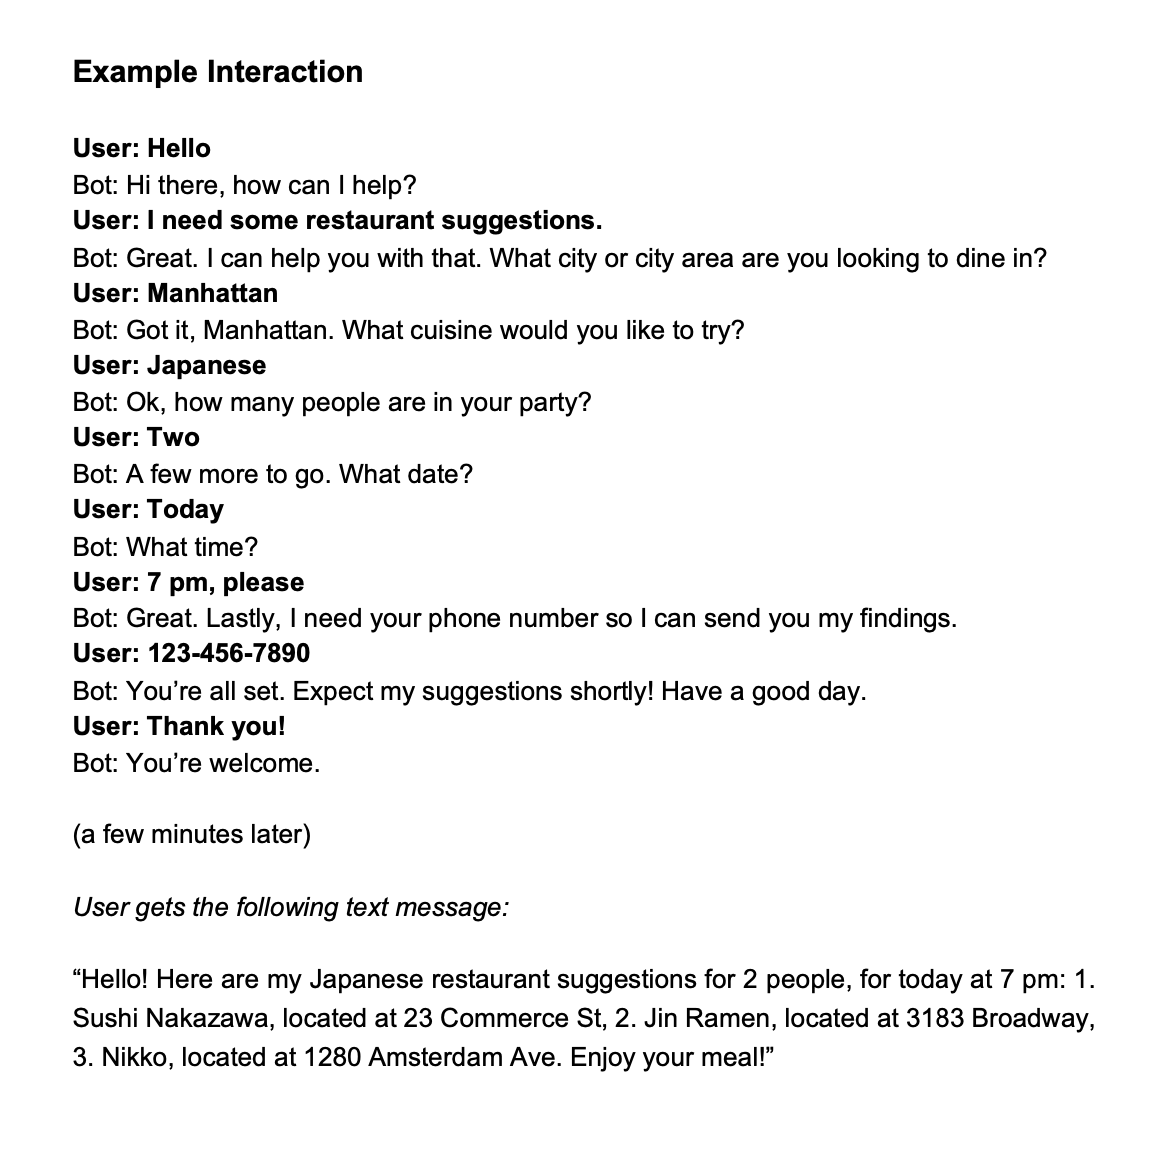 Example Interaction
User: Hello
Bot: Hi there, how can I help?
User: I need some restaurant suggestions.
Bot: Great. I can help you with that. What city or city area are you looking to dine in?
User: Manhattan
Bot: Got it, Manhattan. What cuisine would you like to try?
User: Japanese
Bot: Ok, how many people are in your party?
User: Two
Bot: A few more to go. What date?
User: Today
Bot: What time?
User: 7 pm, please
Bot: Great. Lastly, I need your phone number so I can send you my findings.
User: 123-456-7890
Bot: You’re all set. Expect my suggestions shortly! Have a good day.
User: Thank you!
Bot: You’re welcome.
(a few minutes later)
User gets the following text message:
“Hello! Here are my Japanese restaurant suggestions for 2 people, for today at 7 pm: 1.
Sushi Nakazawa, located at 23 Commerce St, 2. Jin Ramen, located at 3183 Broadway,
3. Nikko, located at 1280 Amsterdam Ave. Enjoy your meal!”